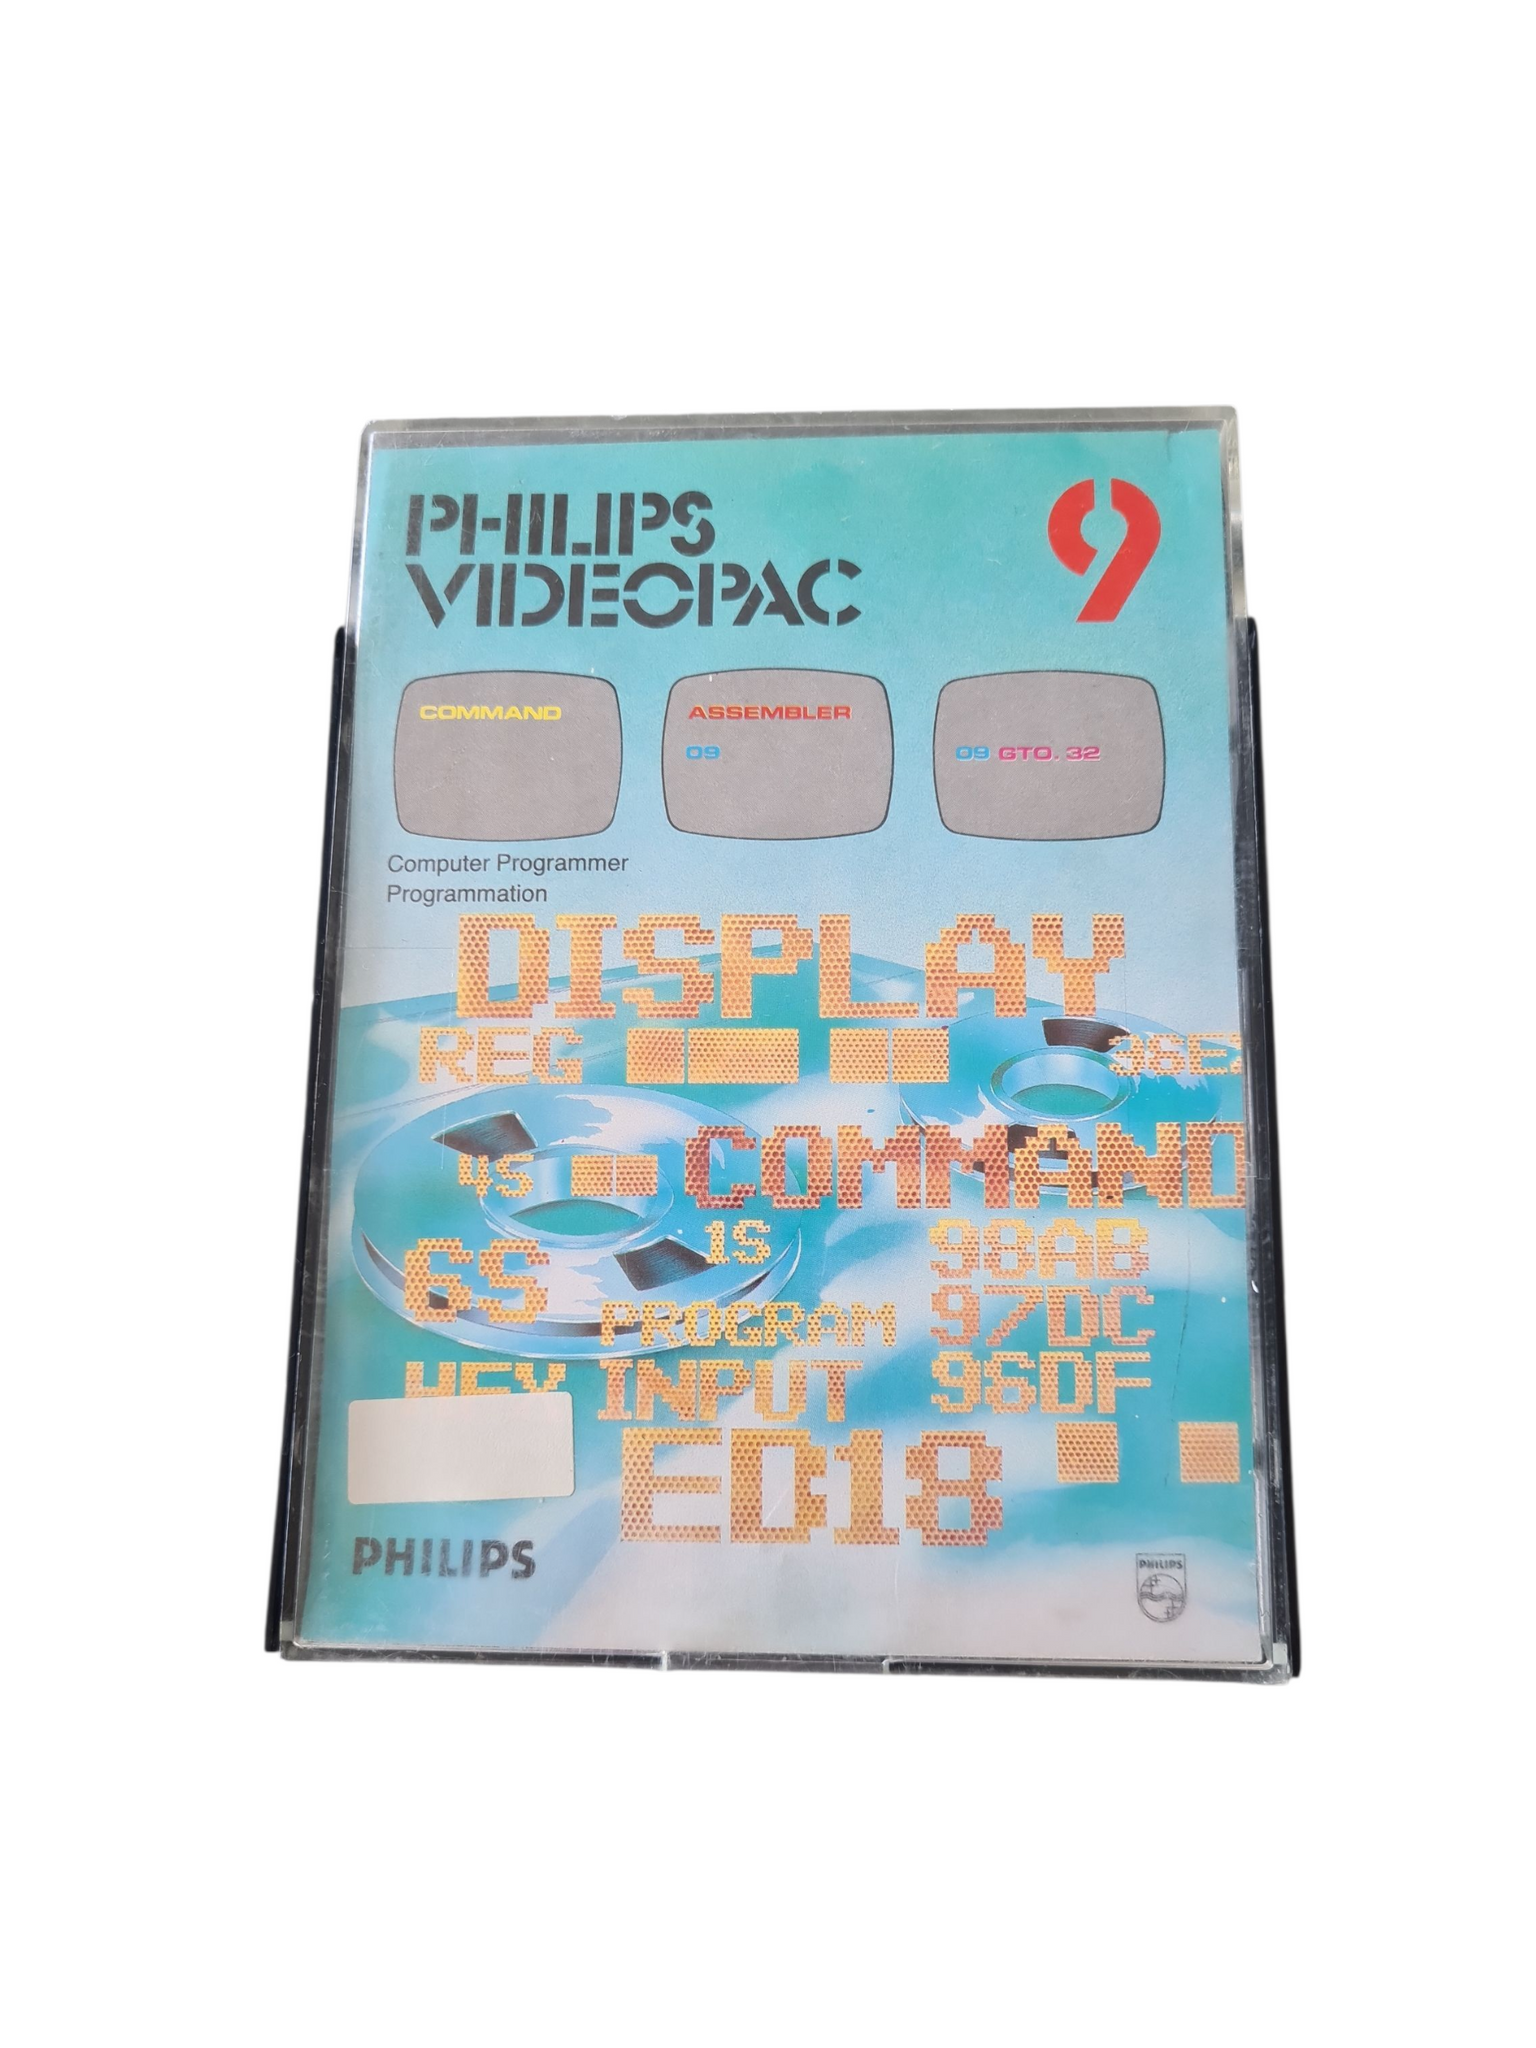 PHILIPS
VIDEOPAC
9
COMMAND
ASSEMBLER
09
09 GTO. 32
Computer Programmer
Programmation
DISPLAY
REG
4S
COMMAND
1S
6S
98AB
PROGRAM
97DC
KEY INPUT
96DF
ED18
PHILIPS
PHILIPS